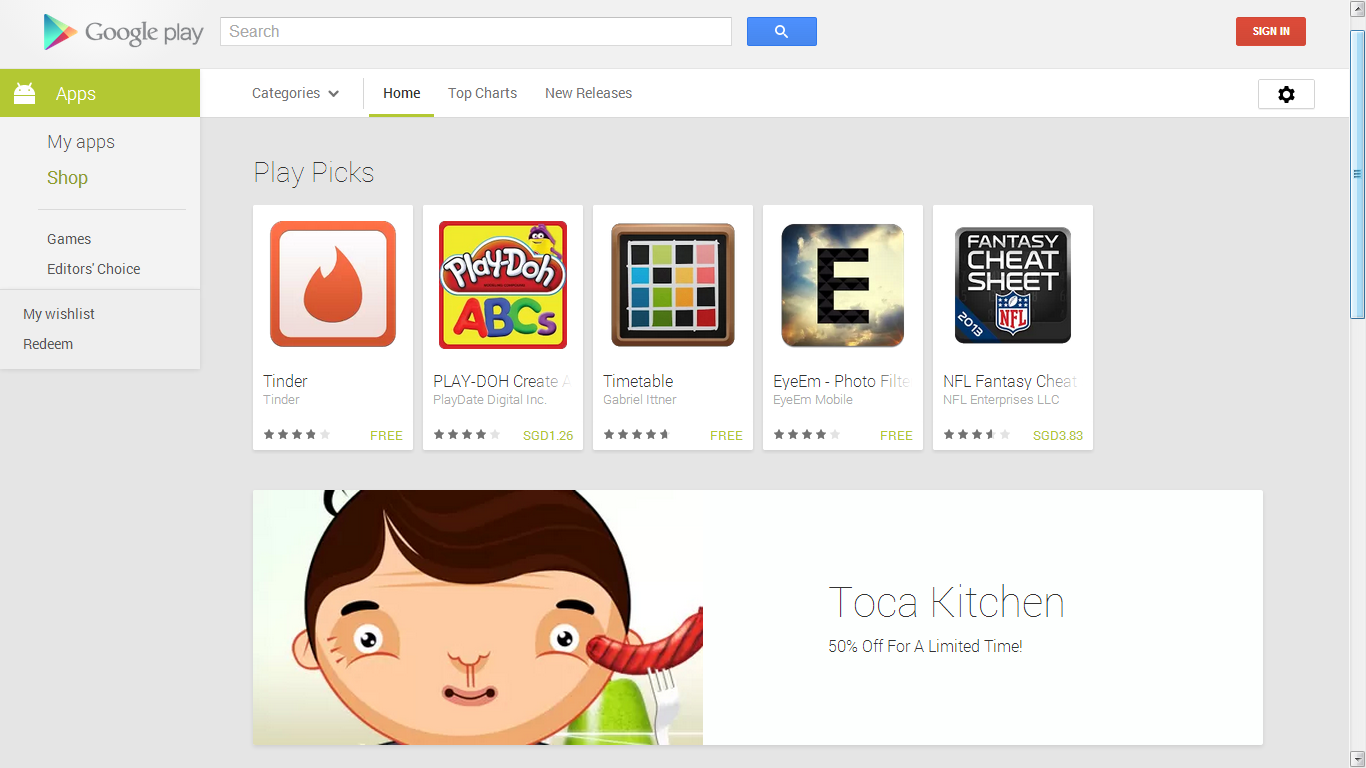 Google play
Search
SIGN IN
Apps
Categories
Home
Top Charts
New Releases
My apps
Shop
Games
Editors' Choice
My wishlist
Redeem
Play Picks
Play-Doh
ABCs
E
FANTASY
CHEAT
SHEET
NFL
2013
Tinder
Tinder
FREE
PLAY-DOH Create A
PlayDate Digital Inc.
SGD1.26
Timetable
Gabriel Ittner
FREE
EyeEm - Photo Filte
EyeEm Mobile
FREE
NFL Fantasy Cheat
NFL Enterprises LLC
SGD3.83
Toca Kitchen
50% Off For A Limited Time!